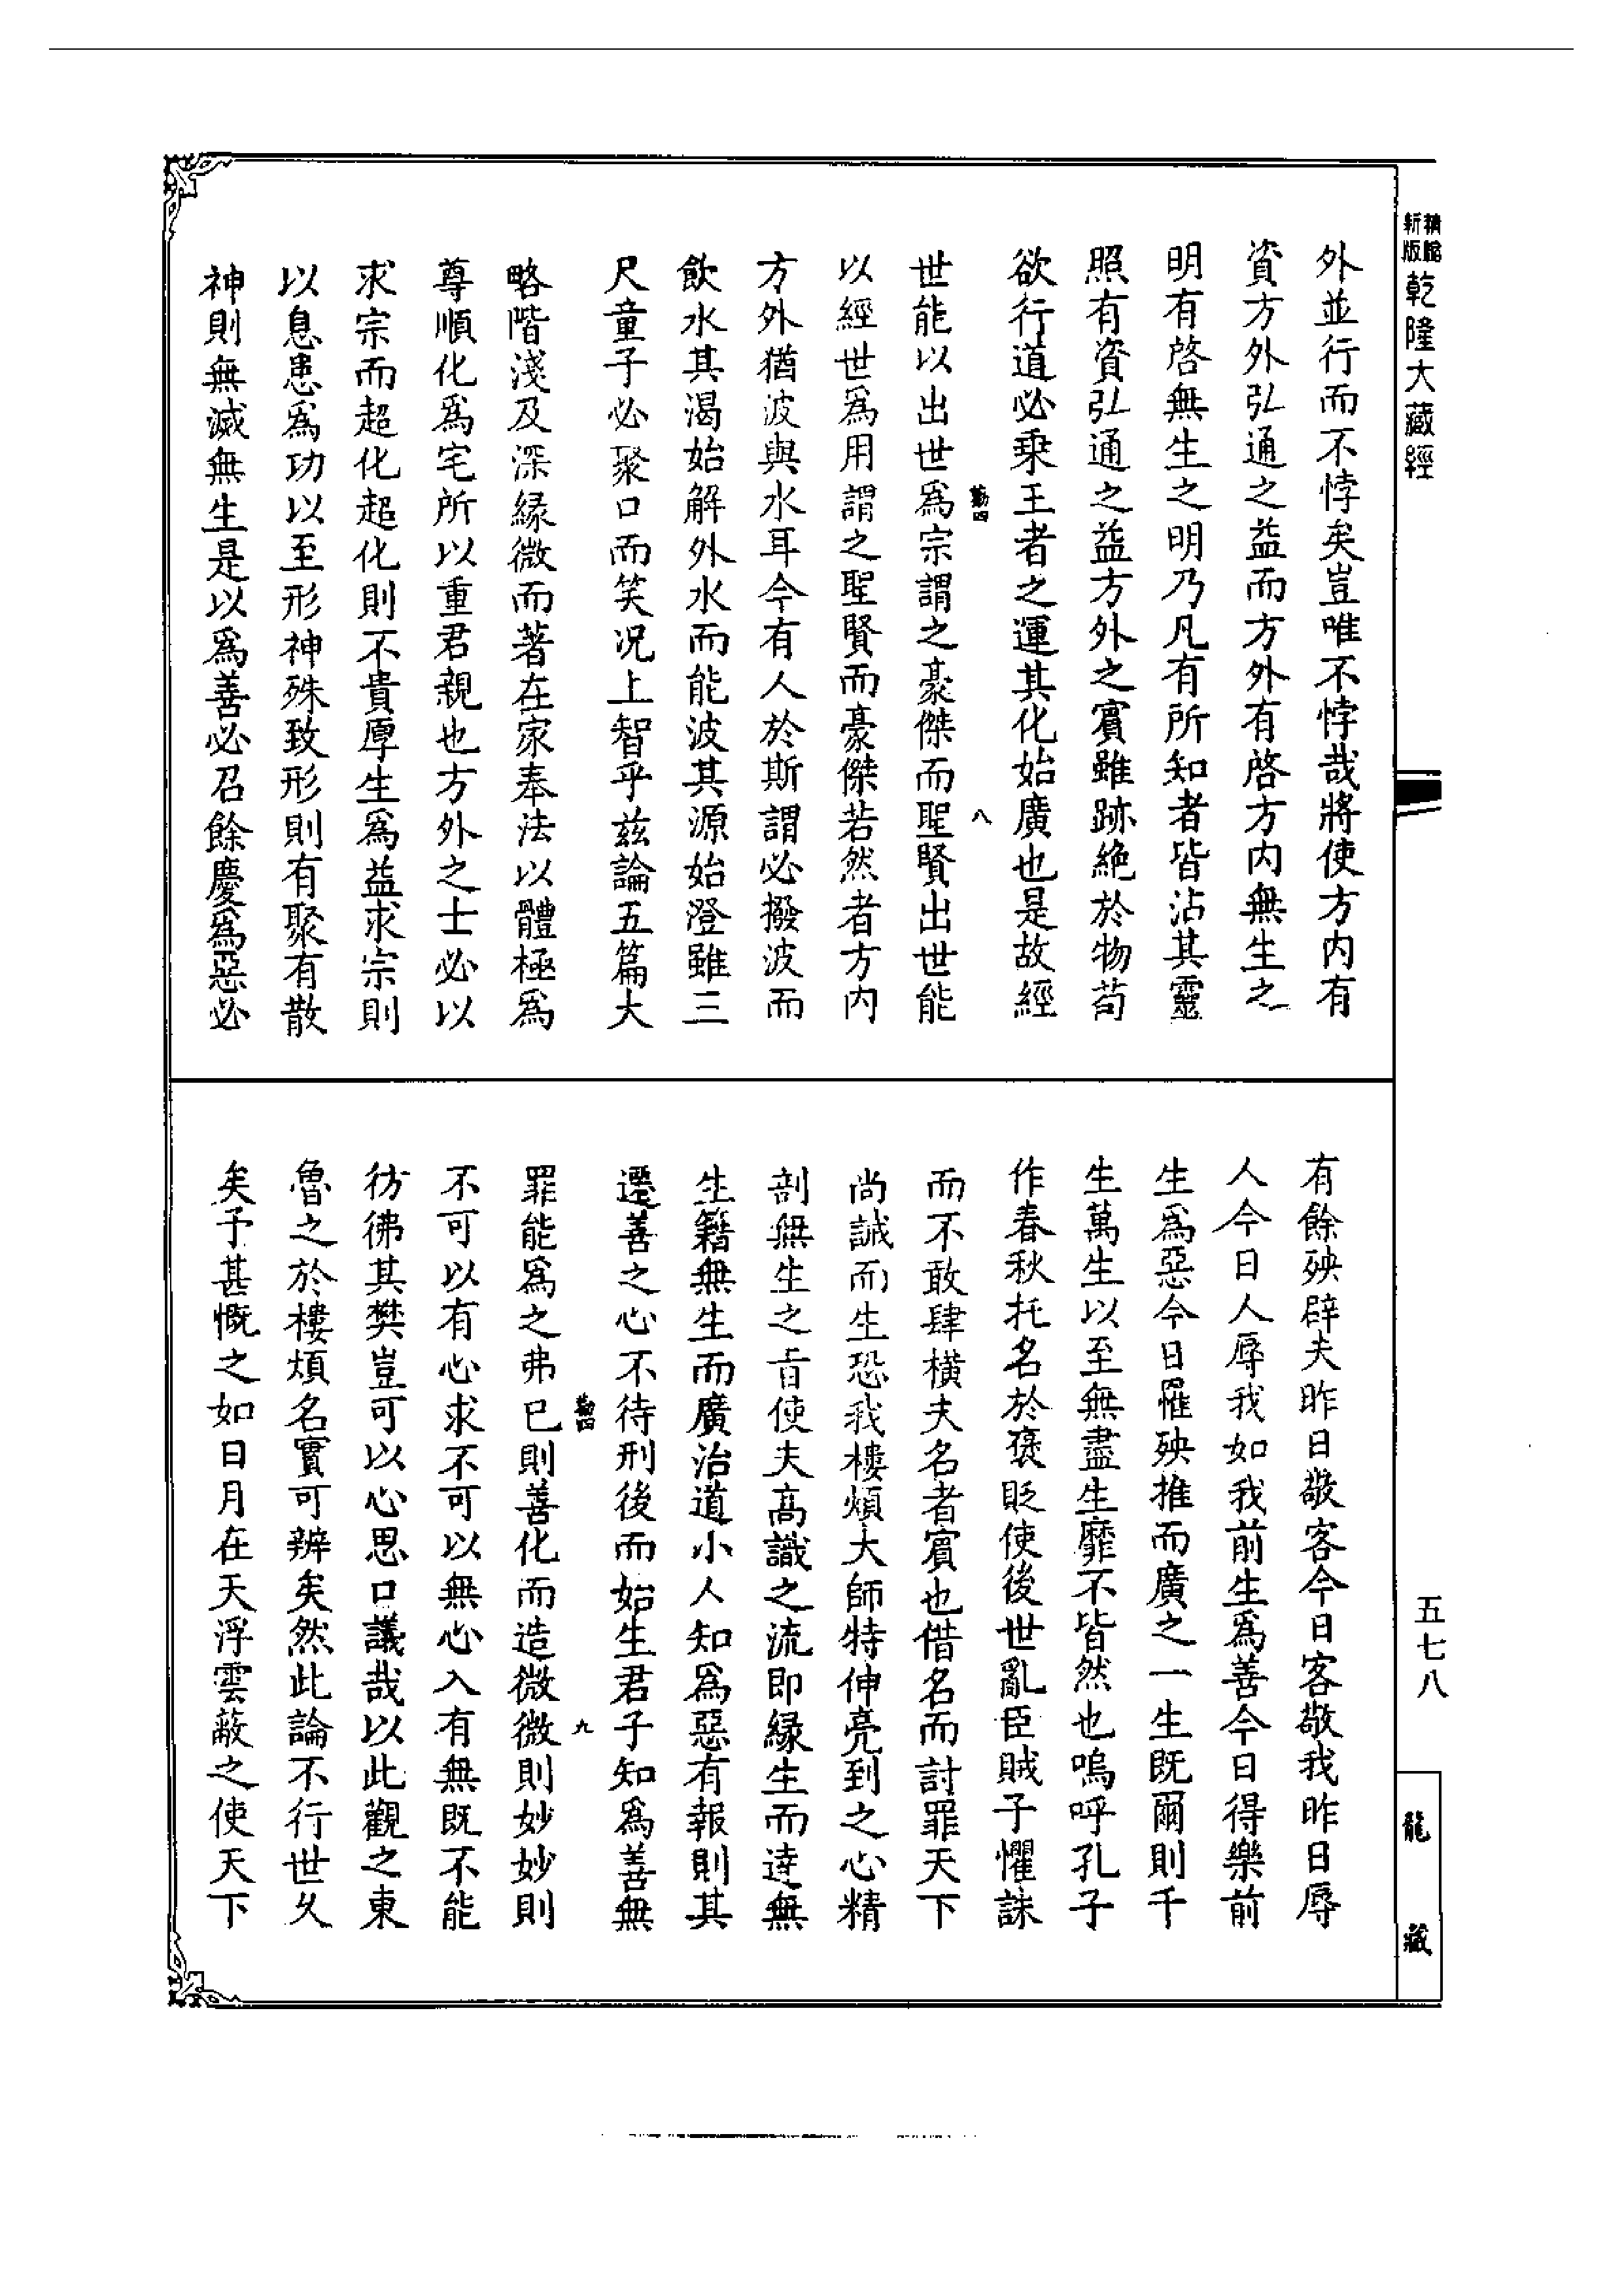 精縮
新版
乾隆大藏經
外並行而不悖矣豈唯不悖哉將使方內有
資方外弘通之益而方外有啓方內無生之
明有啓無生之明乃凡有所知者皆沾其靈
照有資弘通之益方外之賓雖跡絶於物苟
欲行道必乗王者之運其化始廣也是故經
勤四
八
世能以出世爲宗謂之豪傑而聖賢出世能
以經世爲用謂之聖賢而豪傑若然者方內
方外猶波與水耳今有人於斯謂必撥波而
飲水其渴始解外水而能波其源始澄雖三
尺童子必聚口而笑况上智乎茲論五篇大
略階淺及深緣微而著在家奉法以體極爲
尊順化爲宅所以重君親也方外之士必以
求宗而超化超化則不貴厚生爲益求宗則
以息患爲功以至形神殊致形則有聚有散
神則無滅無生是以爲善必召餘慶爲惡必
有餘殃辟夫昨日敬客今日客敬我昨日辱
人今日人辱我如我前生爲善今日得樂前
生爲惡今日罹殃推而廣之一生既爾則千
生萬生以至無盡生靡不皆然也嗚呼孔子
作春秋托名於褒貶使後世亂臣賊子懼誅
而不敢肆橫夫名者賓也借名而討罪天下
尚誠而生恐我樓煩大師特伸亮到之心精
剖無生之旨使夫高識之流即緣生而達無
生籍無生而廣治道小人知爲惡有報則其
遷善之心不待刑後而始生君子知爲善無
勤四
九
罪能爲之弗已則善化而造微微則妙妙則
不可以有心求不可以無心入有無既不能
彷彿其樊豈可以心思口議哉以此觀之東
魯之於樓煩名實可辨矣然此論不行世久
矣予甚慨之如日月在天浮雲蔽之使天下
五七八
龍藏